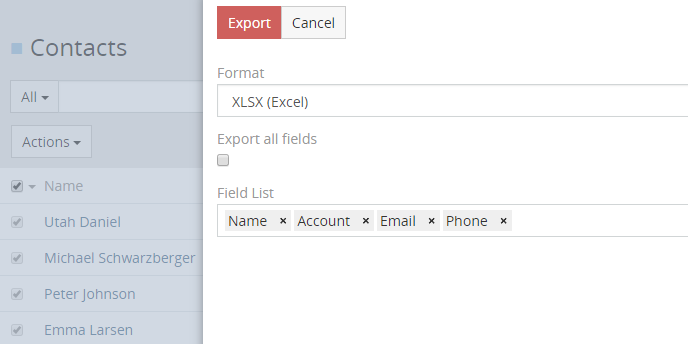 Export Cancel
Contacts
Format
All
XLSX (Excel)
Actions
Export all fields
Name
Field List
Utah Daniel
Name × Account × Email × Phone ×
Michael Schwarzberger
Peter Johnson
Emma Larsen